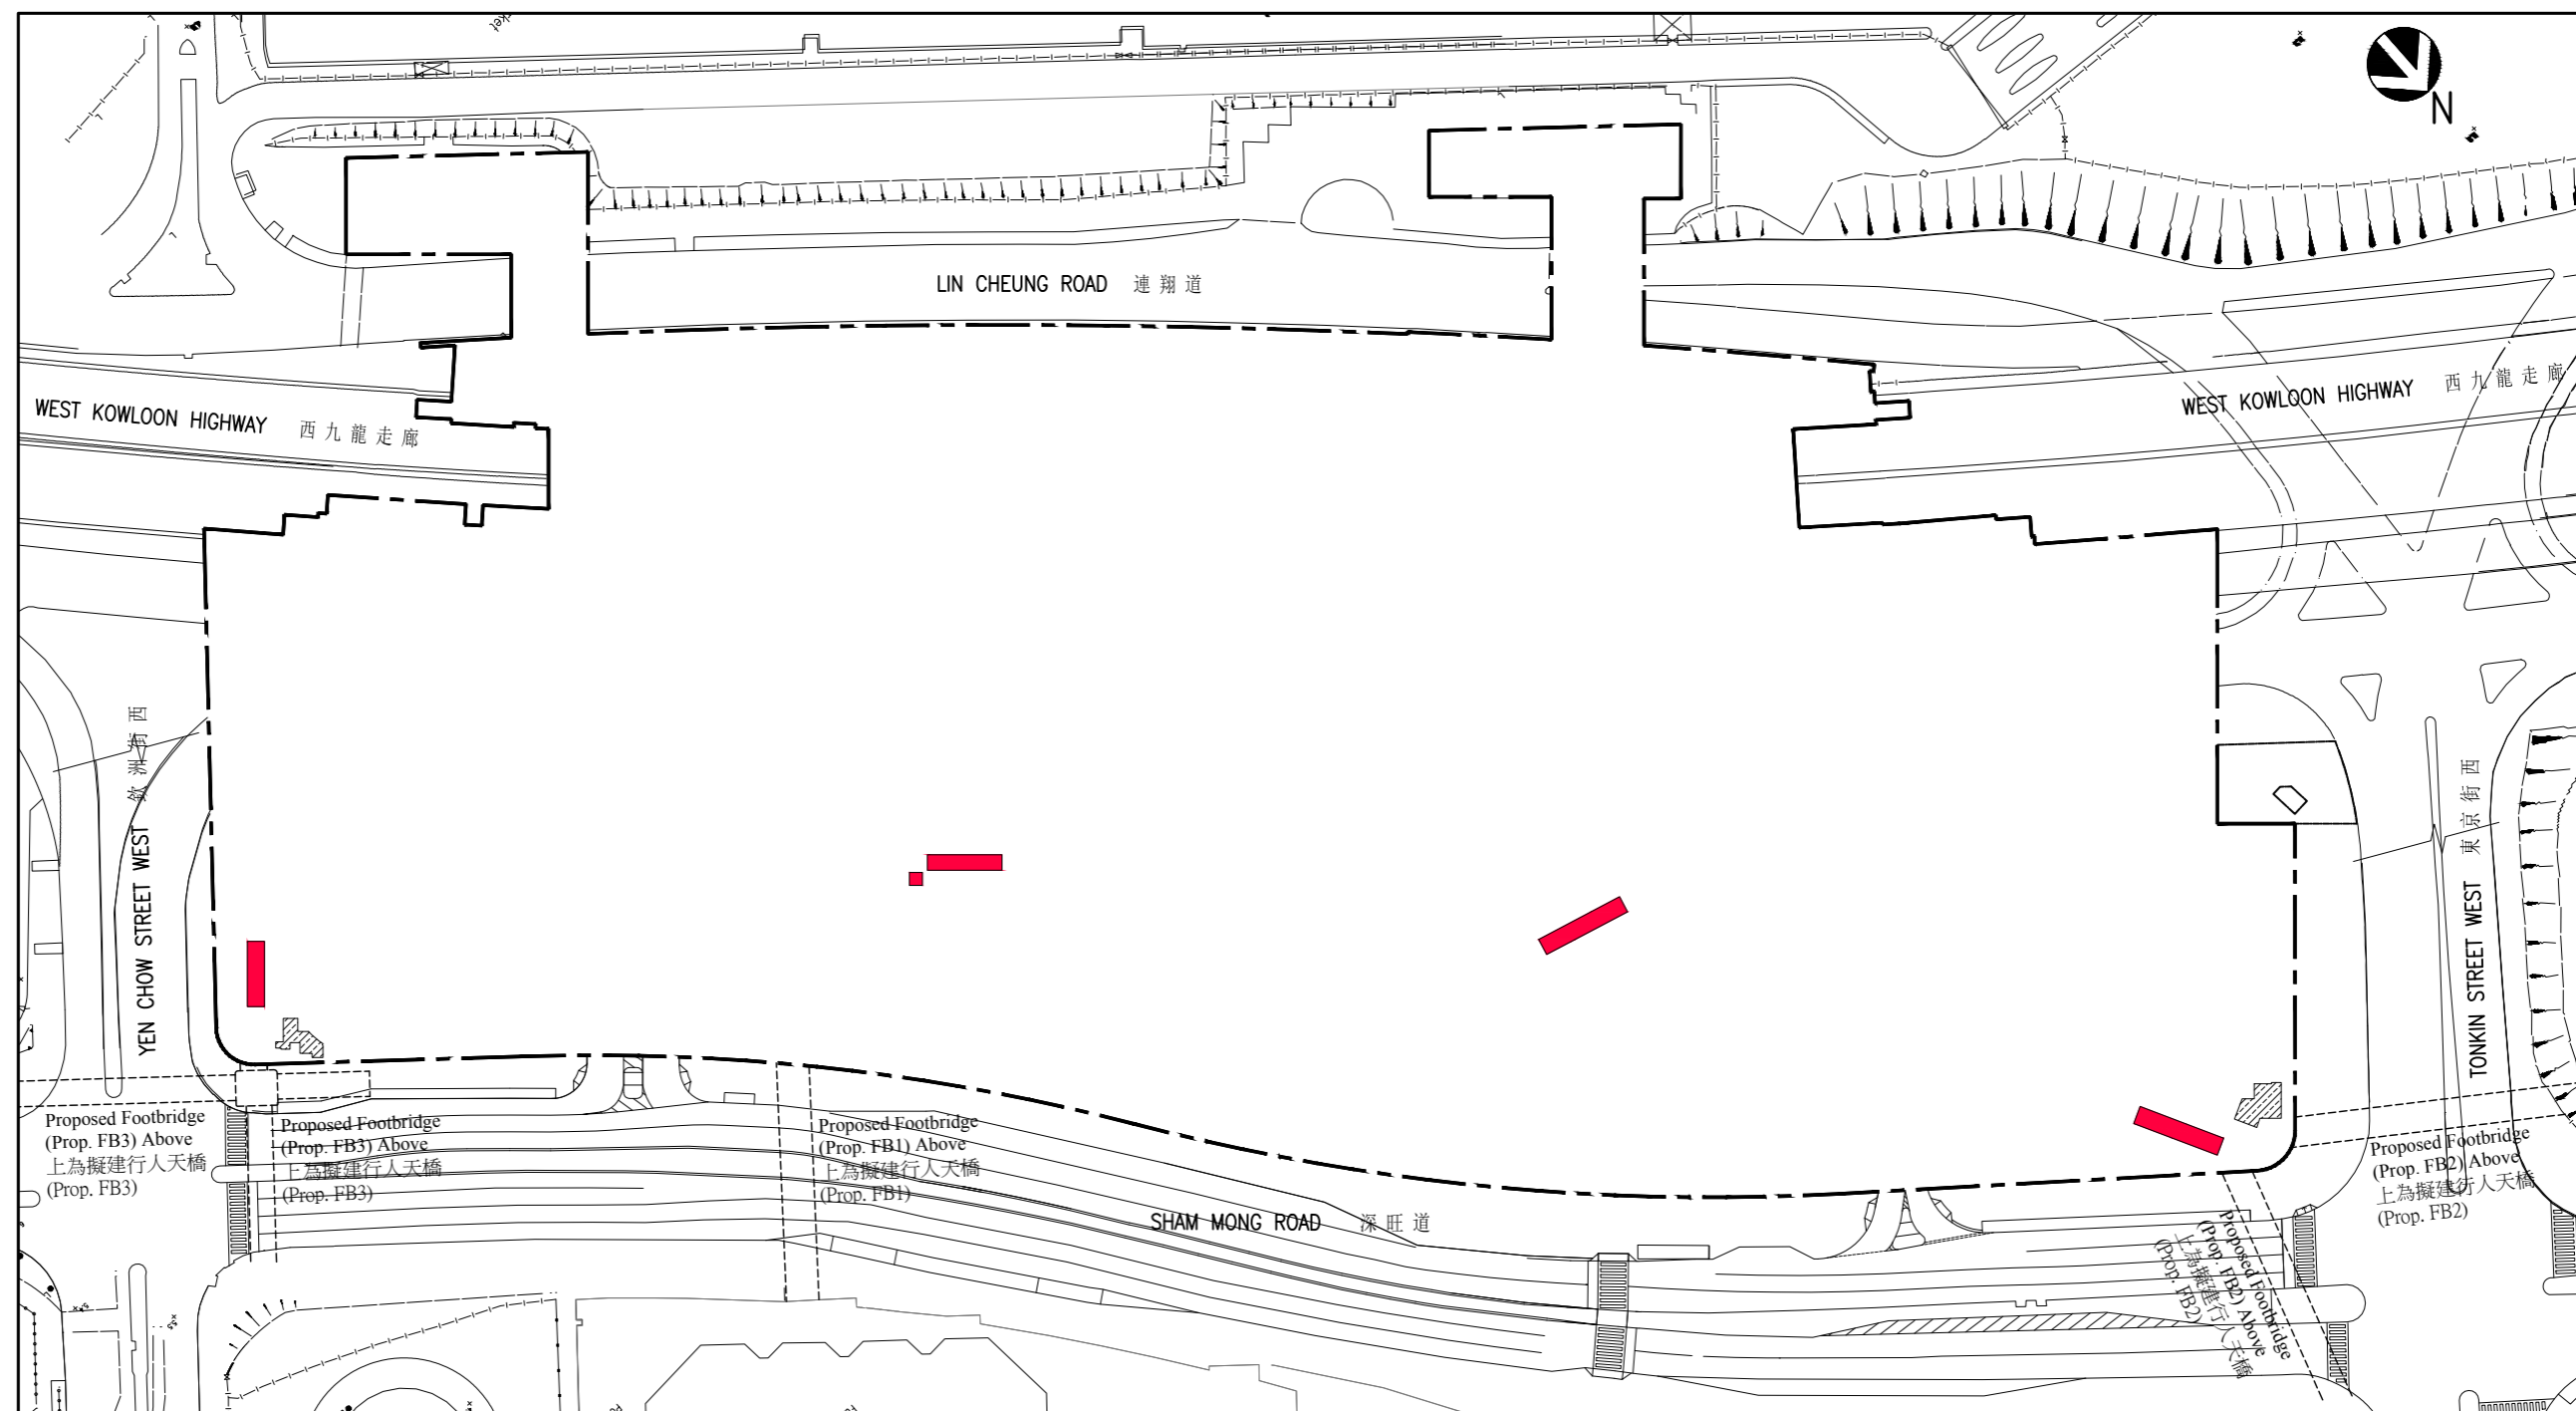 N
LIN CHEUNG ROAD 連翔道
WEST KOWLOON HIGHWAY 西九龍走廊
WEST KOWLOON HIGHWAY 西九龍走廊
YEN CHOW STREET WEST 欽洲街西
TONKIN STREET WEST 東京街西
Proposed Footbridge
(Prop. FB3) Above
上為擬建行人天橋
(Prop. FB3)
Proposed Footbridge
(Prop. FB3) Above
上為擬建行人天橋
(Prop. FB3)
Proposed Footbridge
(Prop. FB1) Above
上為擬建行人天橋
(Prop. FB1)
SHAM MONG ROAD 深旺道
Proposed Footbridge
(Prop. FB2) Above
上為擬建行人天橋
(Prop. FB2)
Proposed Footbridge
(Prop. FB2) Above
上為擬建行人天橋
(Prop. FB2)